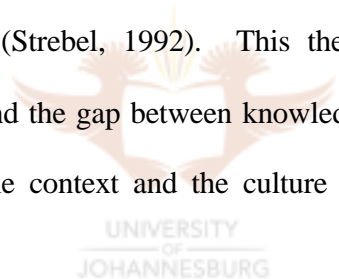 (Strebel, 1992). This the
nd the gap between knowled
e context and the culture
UNIVERSITY
OF
JOHANNESBURG